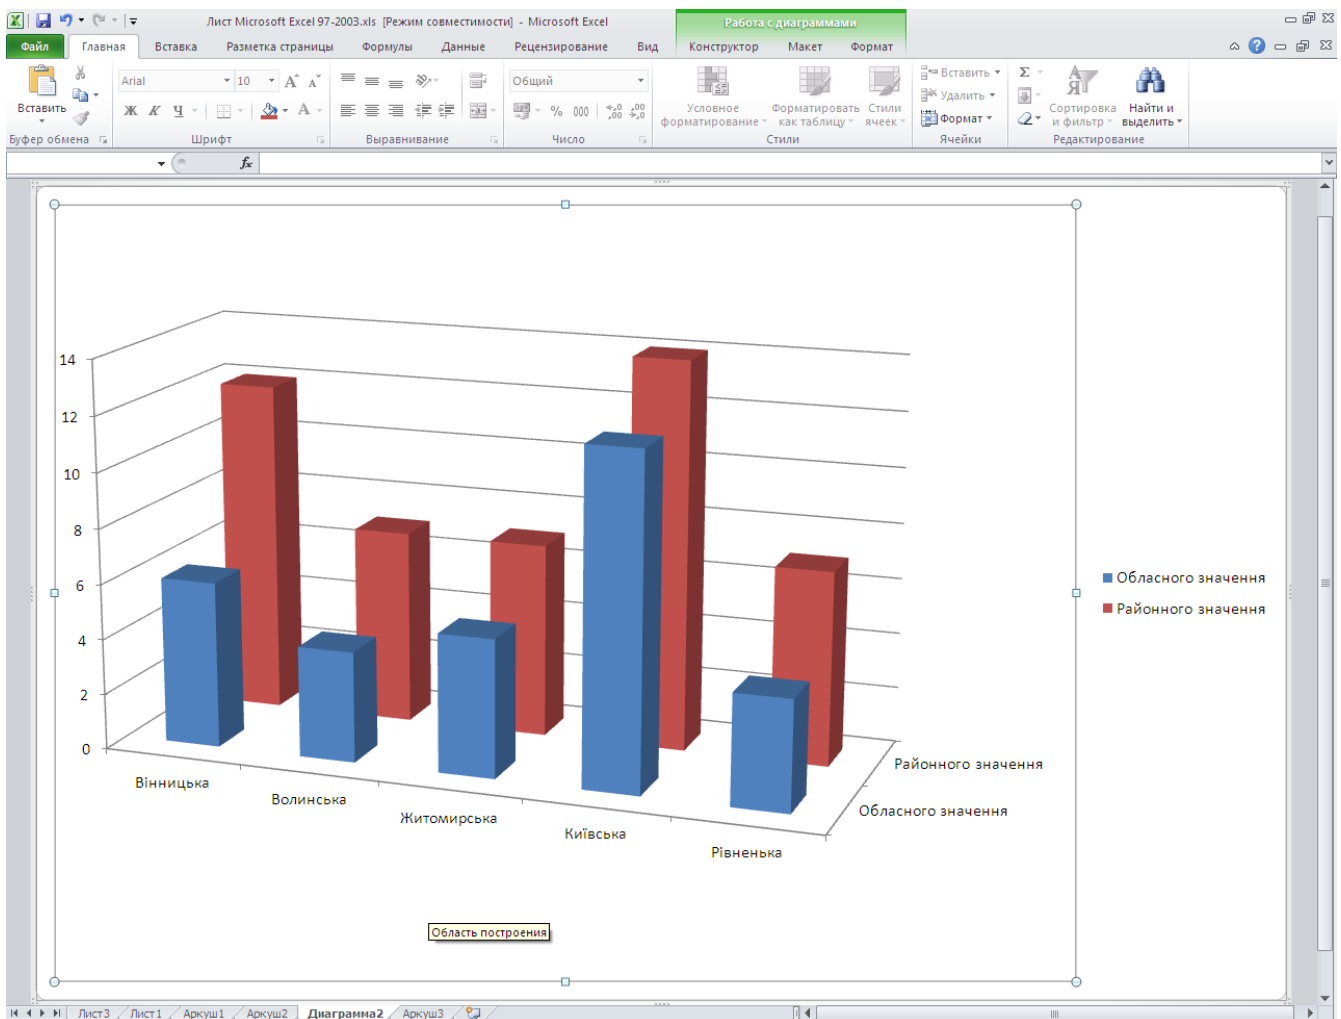 Лист Microsoft Excel 97-2003.xls [Режим совместимости] - Microsoft Excel
Работа с диаграммами
Файл Главная Вставка Разметка страницы Формулы Данные Рецензирование Вид Конструктор Макет Формат
Вставить
Буфер обмена
Arial 10
Ж К Ч
Шрифт
Выравнивание
Общий
% 000
Число
Условное форматирование
Форматировать как таблицу
Стили ячеек
Стили
Вставить
Удалить
Формат
Ячейки
Σ
Сортировка и фильтр
Найти и выделить
Редактирование
fx
14
12
10
8
6
4
2
0
Вінницька
Волинська
Житомирська
Київська
Рівненька
Районного значення
Обласного значення
Обласного значення
Районного значення
Область построения
Лист3 Лист1 Аркуш1 Аркуш2 Диаграмма2 Аркуш3